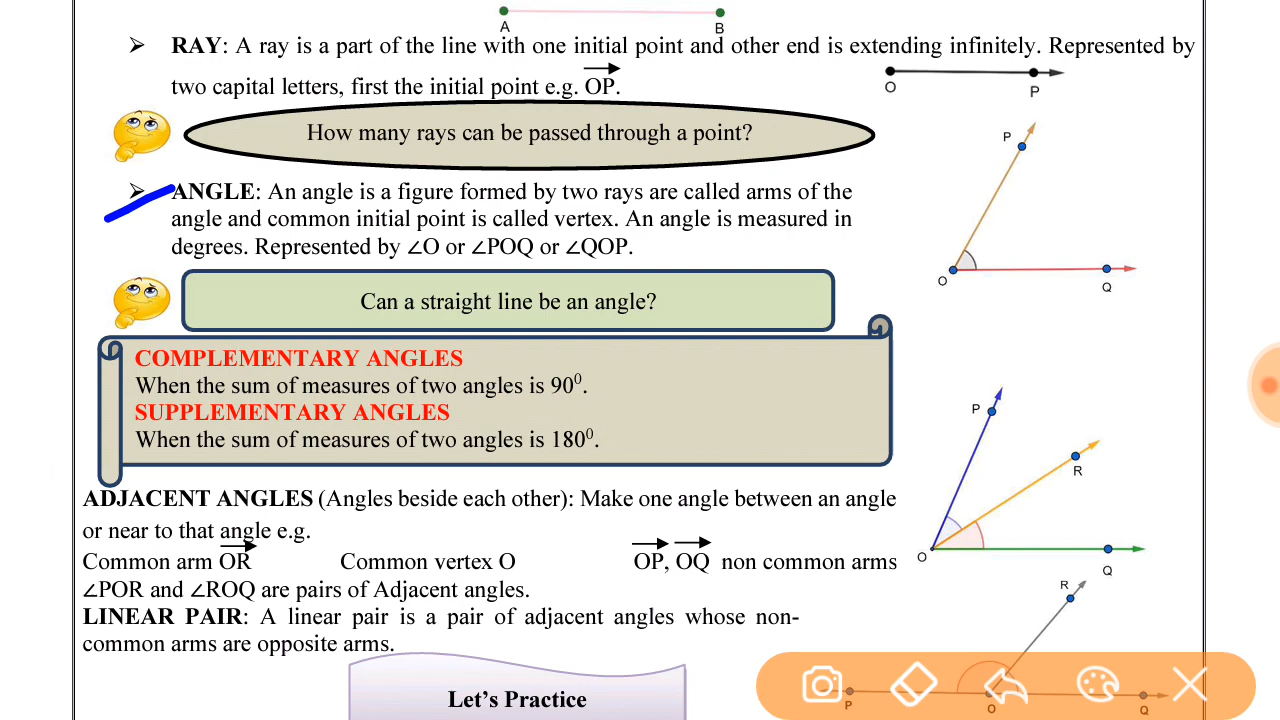 A B
➢ RAY: A ray is a part of the line with one initial point and other end is extending infinitely. Represented by
two capital letters, first the initial point e.g. OP.
O P
How many rays can be passed through a point?
P
➢ ANGLE: An angle is a figure formed by two rays are called arms of the
angle and common initial point is called vertex. An angle is measured in
degrees. Represented by ∠O or ∠POQ or ∠QOP.
O Q
Can a straight line be an angle?
COMPLEMENTARY ANGLES
When the sum of measures of two angles is 90⁰.
SUPPLEMENTARY ANGLES
When the sum of measures of two angles is 180⁰.
P
R
O Q
ADJACENT ANGLES (Angles beside each other): Make one angle between an angle
or near to that angle e.g.
Common arm OR Common vertex O OP, OQ non common arms
∠POR and ∠ROQ are pairs of Adjacent angles.
LINEAR PAIR: A linear pair is a pair of adjacent angles whose non-
common arms are opposite arms.
R
P O Q
Let's Practice